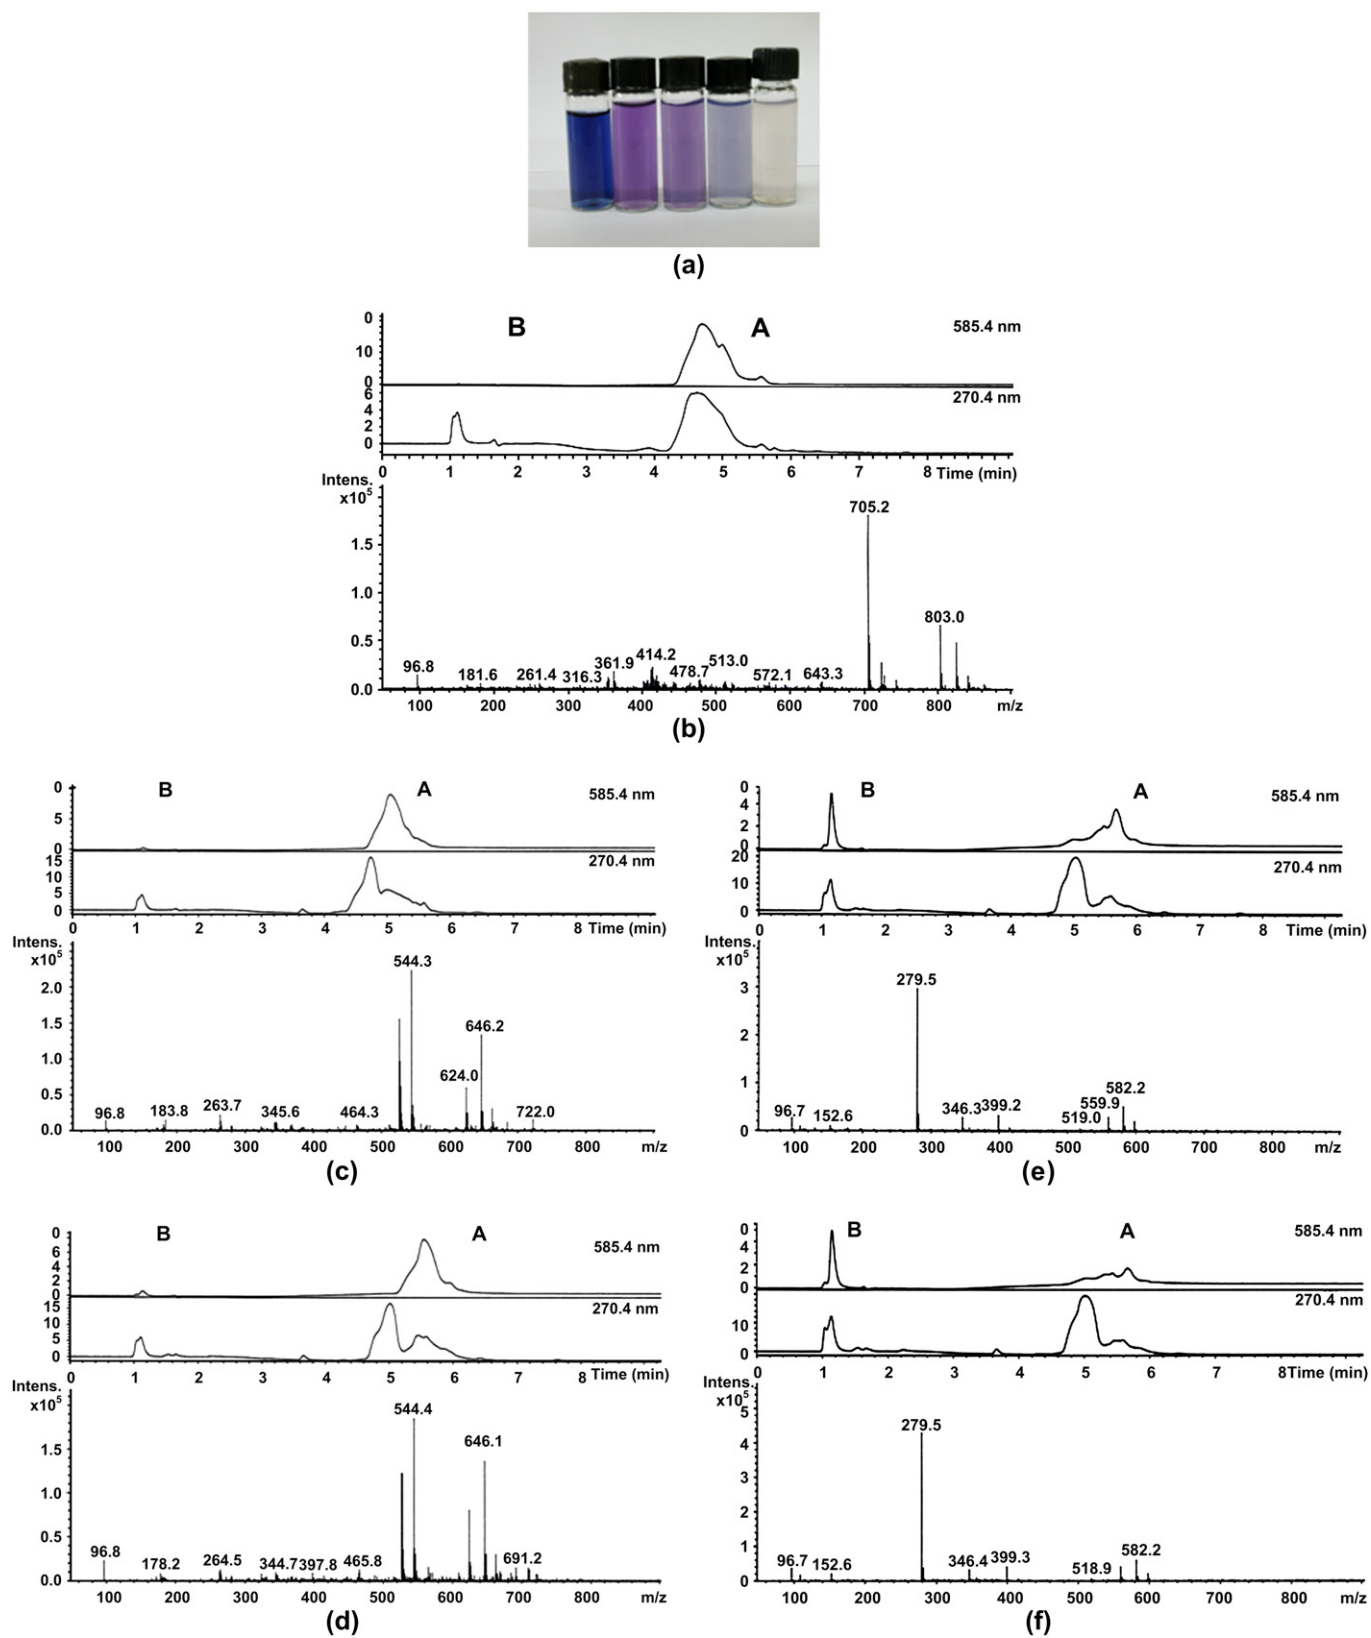 (a)
B A 585.4 nm
0
10
0
270.4 nm
6
4
2
0
0 1 2 3 4 5 6 7 8 Time (min)
Intens.
x10⁵
705.2
1.5
1.0
803.0
0.5
96.8 181.6 261.4 316.3 361.9 414.2 478.7 513.0 572.1 643.3
0.0
100 200 300 400 500 600 700 800 m/z
(b)
B A 585.4 nm
0
5
0
270.4 nm
15
10
5
0
0 1 2 3 4 5 6 7 8 Time (min)
Intens.
x10⁵
544.3
2.0
646.2
1.5
1.0
624.0
0.5
96.8 183.8 263.7 345.6 464.3 722.0
0.0
100 200 300 400 500 600 700 800 m/z
(c)
B A 585.4 nm
0
4
2
0
270.4 nm
20
10
0
0 1 2 3 4 5 6 7 8 Time (min)
Intens.
x10⁵
279.5
3
2
1
96.7 152.6 346.3 399.2 519.0 559.9 582.2
0
100 200 300 400 500 600 700 800 m/z
(e)
B A 585.4 nm
0
6
4
2
0
270.4 nm
15
10
5
0
0 1 2 3 4 5 6 7 8 Time (min)
Intens.
x10⁵
544.4
646.1
1.5
1.0
0.5
96.8 178.2 264.5 344.7 397.8 465.8 691.2
0.0
100 200 300 400 500 600 700 800 m/z
(d)
B A 585.4 nm
0
4
2
0
270.4 nm
10
0
0 1 2 3 4 5 6 7 8 Time (min)
Intens.
x10⁵
5
279.5
4
3
2
1
96.7 152.6 346.4 399.3 518.9 582.2
0
100 200 300 400 500 600 700 800 m/z
(f)